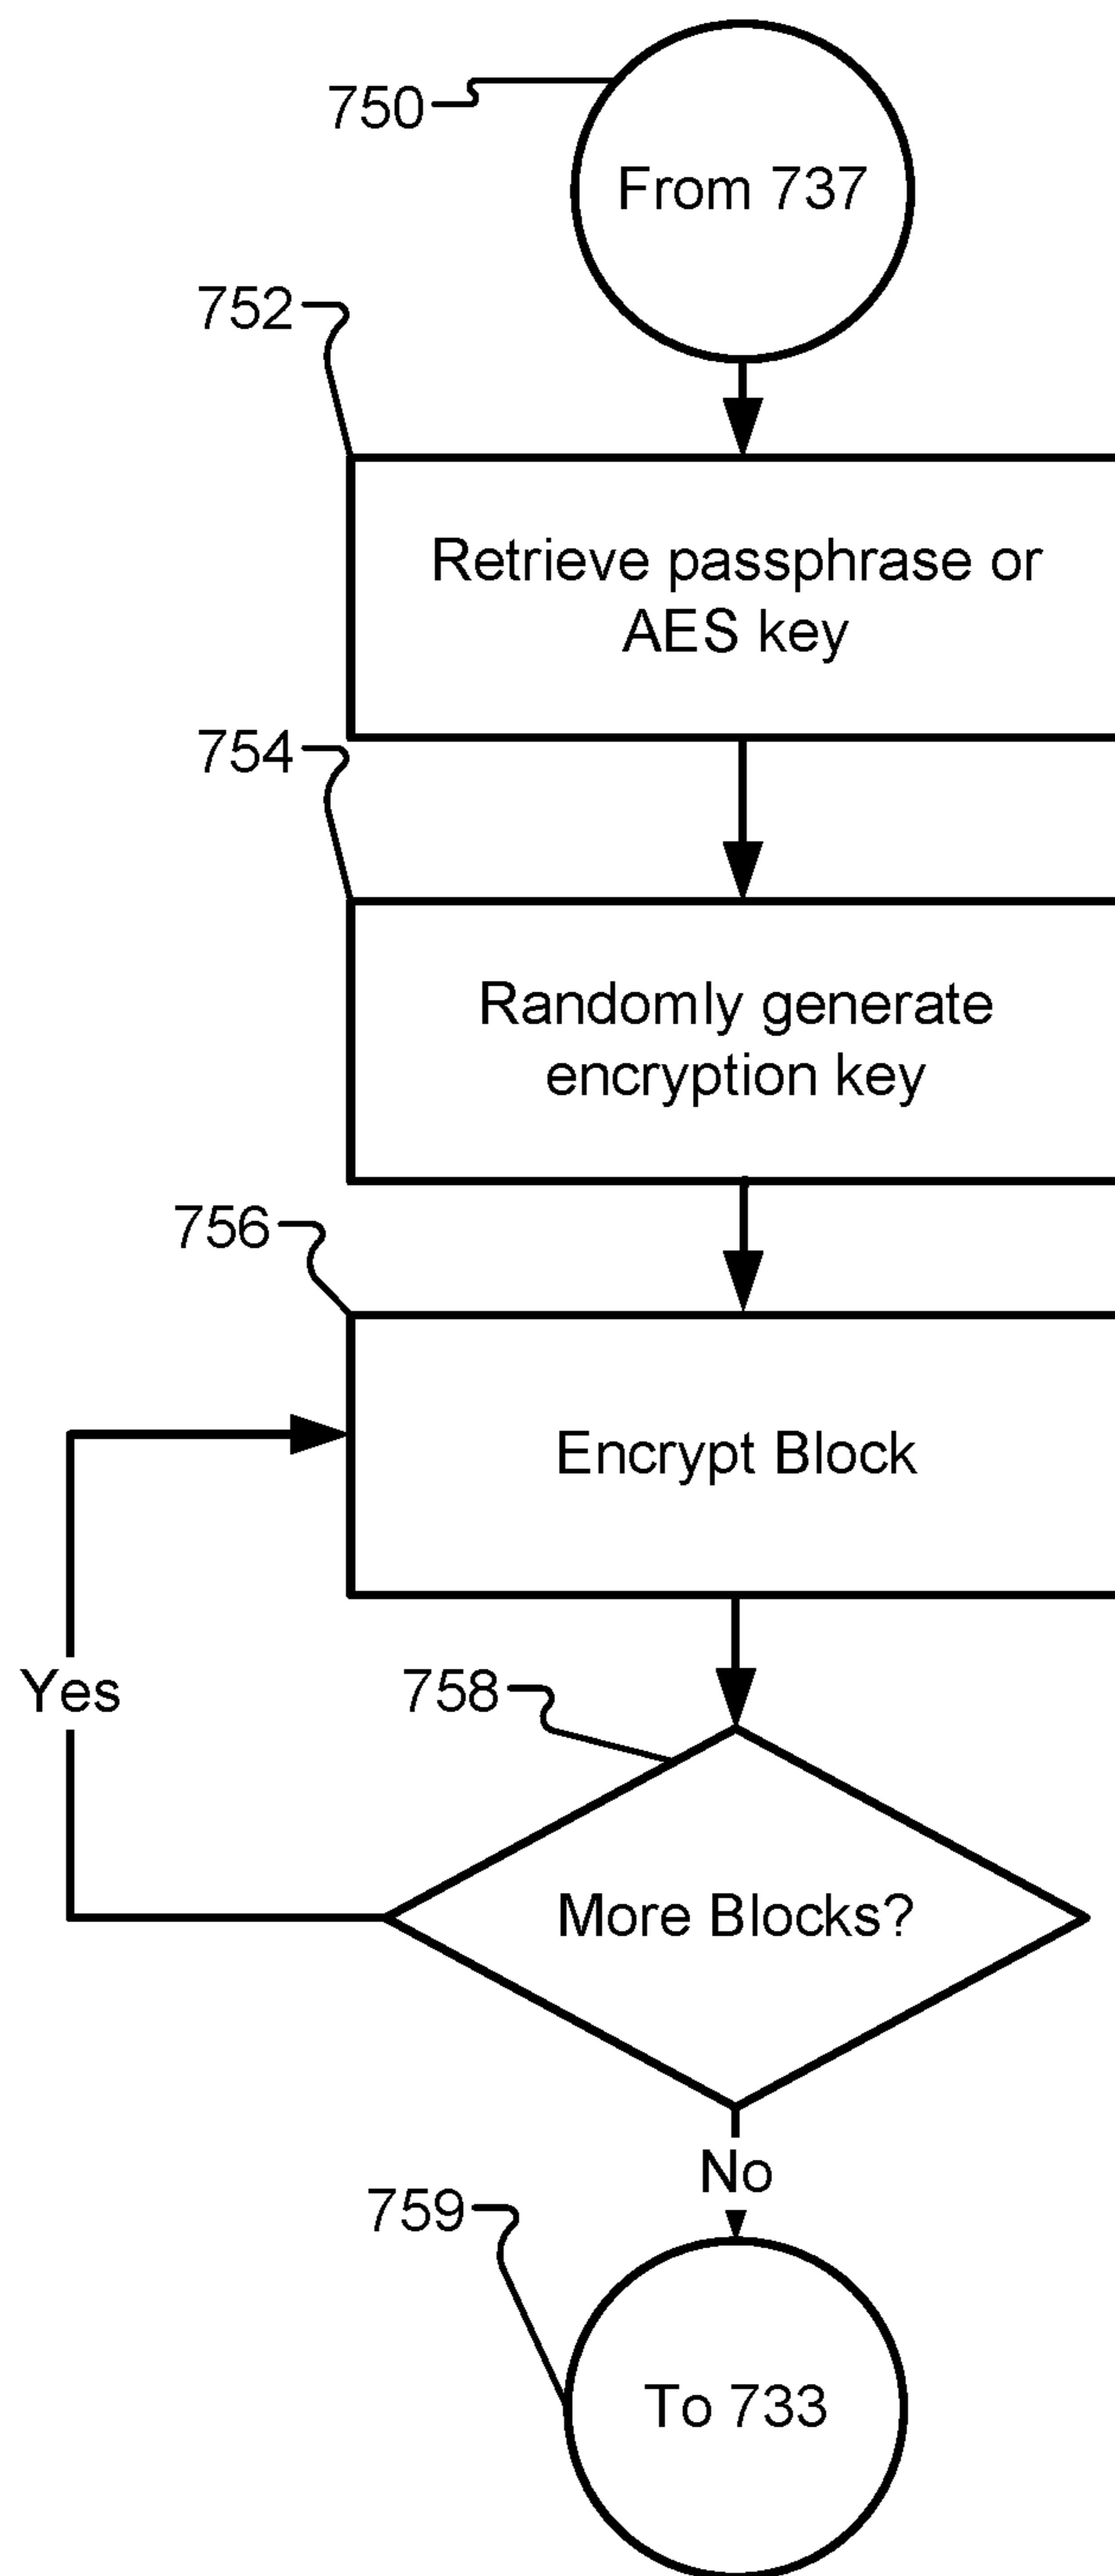 750
From 737
752
Retrieve passphrase or
AES key
754
Randomly generate
encryption key
756
Encrypt Block
Yes
758
More Blocks?
No
759
To 733